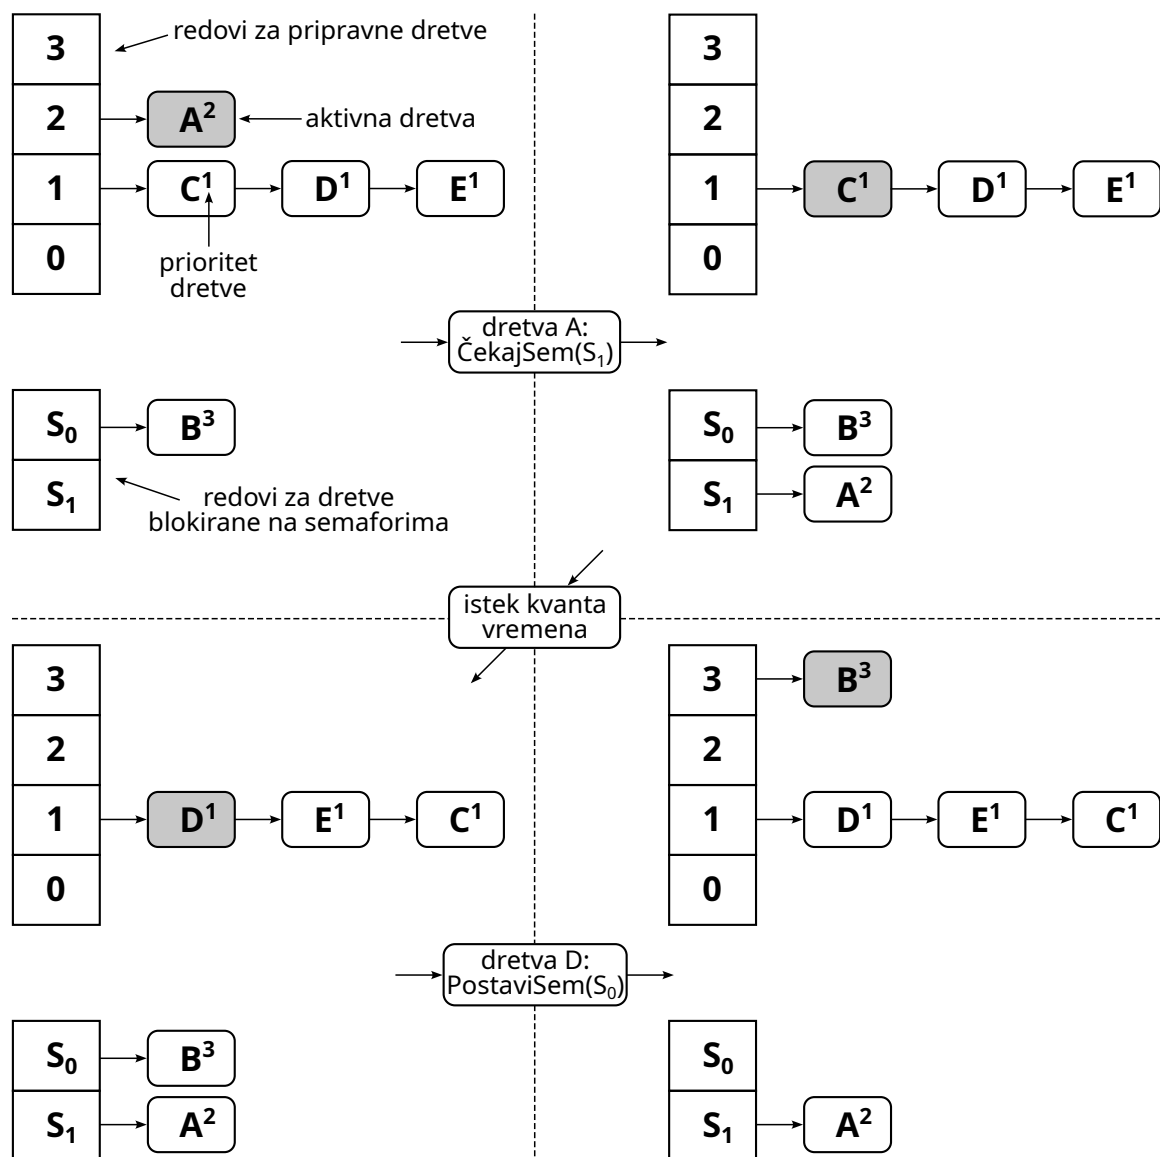 3
redovi za pripravne dretve
2
A²
aktivna dretva
1
C¹
D¹
E¹
0
prioritet
dretve
3
2
1
C¹
D¹
E¹
0
dretva A:
ČekajSem(S₁)
S₀
B³
S₁
redovi za dretve
blokirane na semaforima
S₀
B³
S₁
A²
istek kvanta
vremena
3
2
1
D¹
E¹
C¹
0
3
B³
2
1
D¹
E¹
C¹
0
dretva D:
PostaviSem(S₀)
S₀
B³
S₁
A²
S₀
S₁
A²